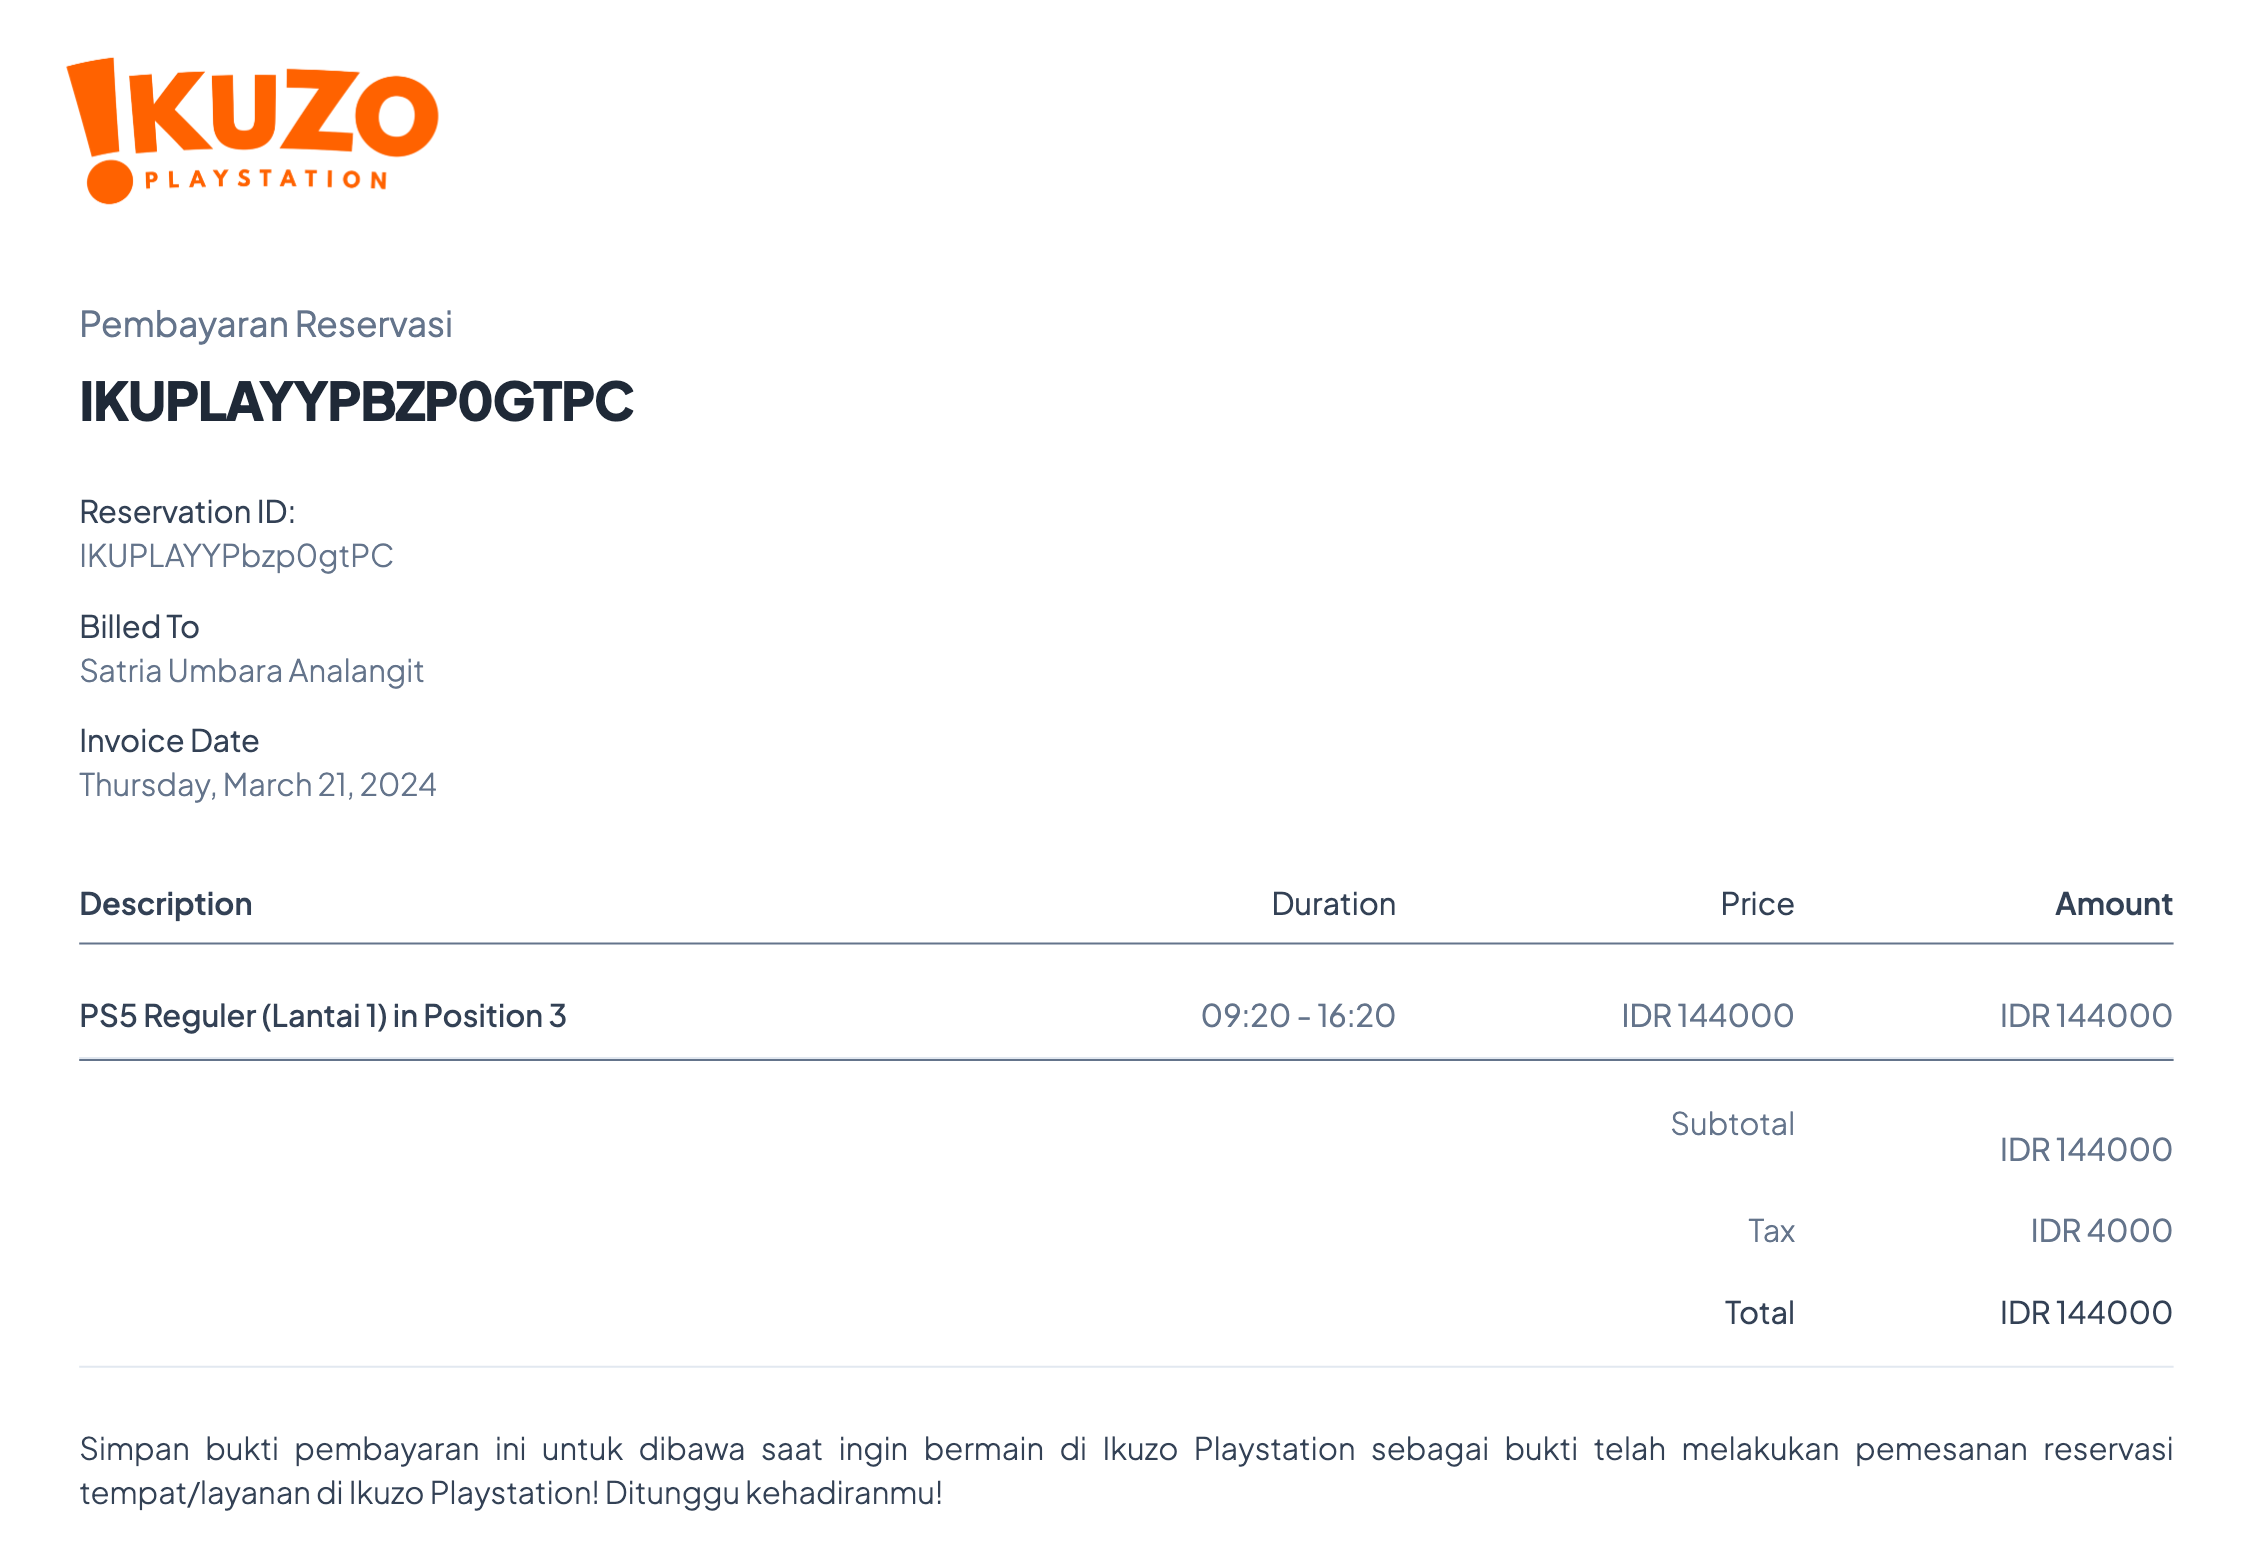 !KUZO
PLAYSTATION
Pembayaran Reservasi
IKUPLAYYPBZP0GTPC
Reservation ID:
IKUPLAYYPbzp0gtPC
Billed To
Satria Umbara Analangit
Invoice Date
Thursday, March 21, 2024
Description Duration Price Amount
PS5 Reguler (Lantai 1) in Position 3 09:20 - 16:20 IDR 144000 IDR 144000
Subtotal IDR 144000
Tax IDR 4000
Total IDR 144000
Simpan bukti pembayaran ini untuk dibawa saat ingin bermain di Ikuzo Playstation sebagai bukti telah melakukan pemesanan reservasi
tempat/layanan di Ikuzo Playstation! Ditunggu kehadiranmu!